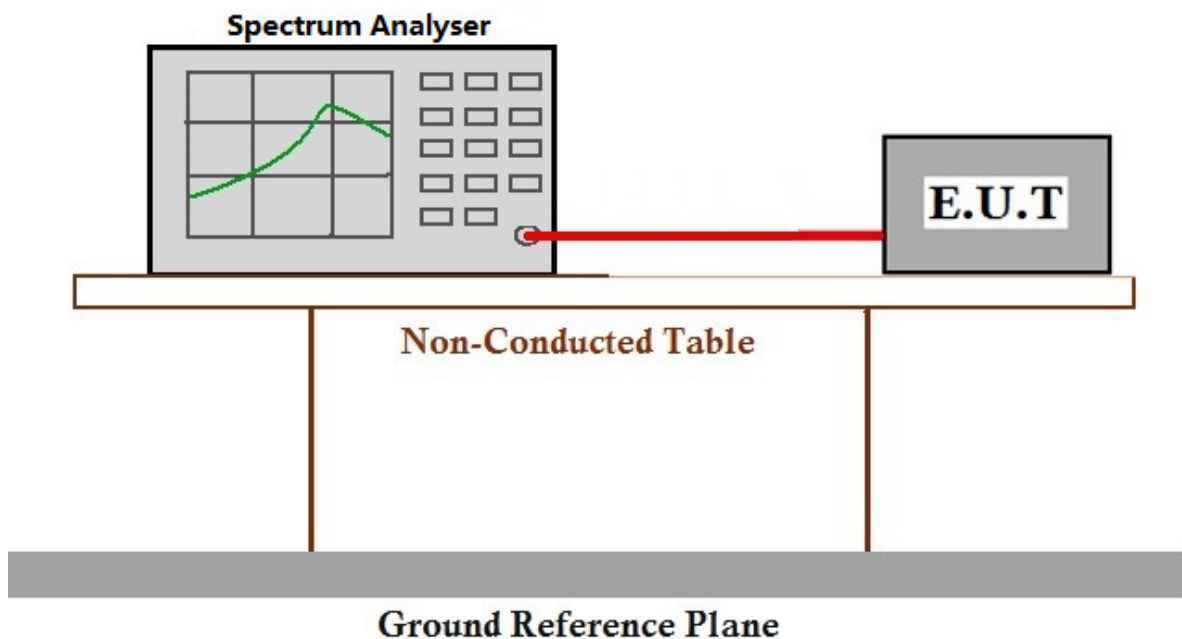 Spectrum Analyser
E.U.T
Non-Conducted Table
Ground Reference Plane